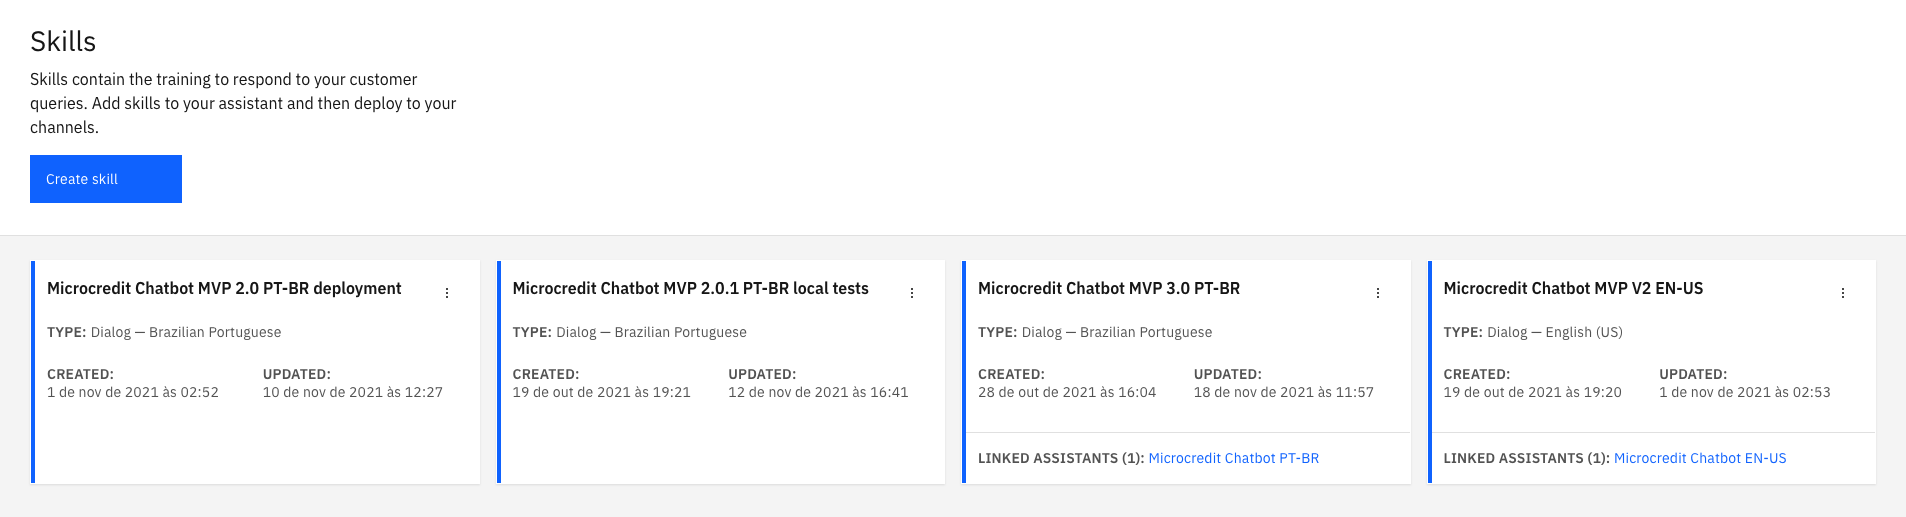 Skills
Skills contain the training to respond to your customer
queries. Add skills to your assistant and then deploy to your
channels.
Create skill
Microcredit Chatbot MVP 2.0 PT-BR deployment
TYPE: Dialog — Brazilian Portuguese
CREATED: UPDATED:
1 de nov de 2021 às 02:52 10 de nov de 2021 às 12:27
Microcredit Chatbot MVP 2.0.1 PT-BR local tests
TYPE: Dialog — Brazilian Portuguese
CREATED: UPDATED:
19 de out de 2021 às 19:21 12 de nov de 2021 às 16:41
Microcredit Chatbot MVP 3.0 PT-BR
TYPE: Dialog — Brazilian Portuguese
CREATED: UPDATED:
28 de out de 2021 às 16:04 18 de nov de 2021 às 11:57
LINKED ASSISTANTS (1): Microcredit Chatbot PT-BR
Microcredit Chatbot MVP V2 EN-US
TYPE: Dialog — English (US)
CREATED: UPDATED:
19 de out de 2021 às 19:20 1 de nov de 2021 às 02:53
LINKED ASSISTANTS (1): Microcredit Chatbot EN-US